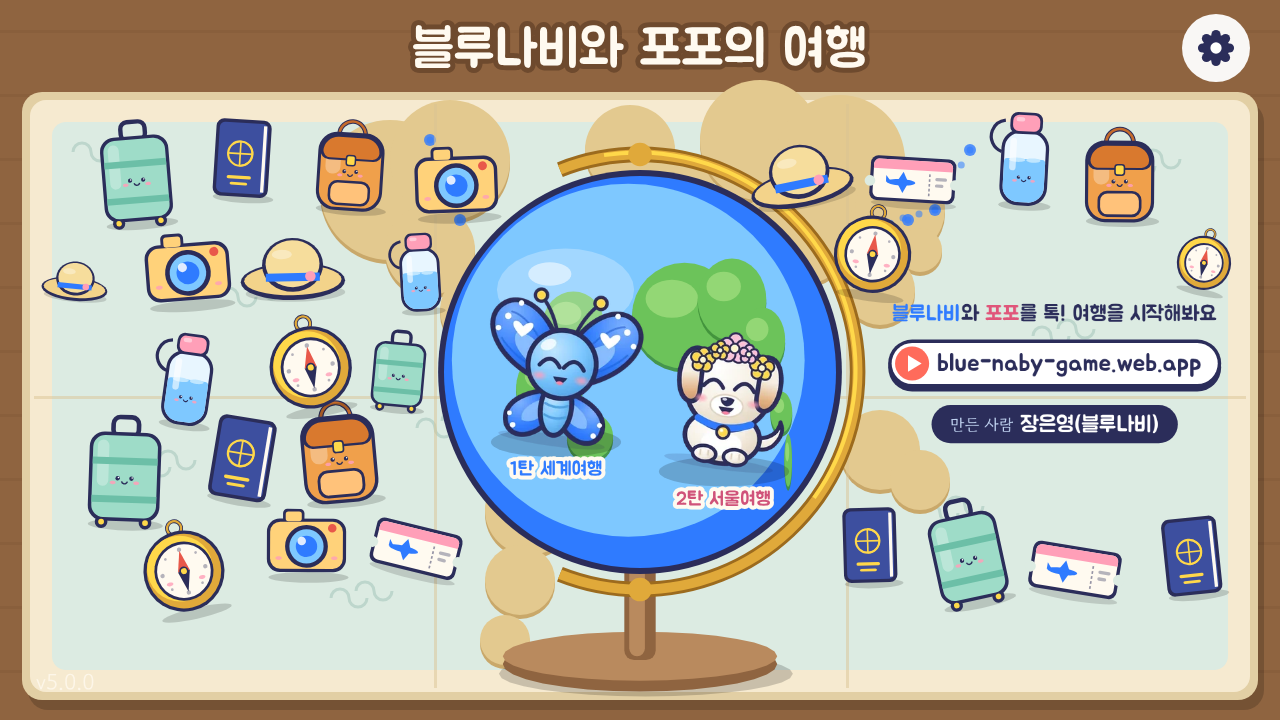 블루나비와 포포의 여행
블루나비와 포포를 톡! 여행을 시작해봐요
blue-naby-game.web.app
만든 사람 장은영(블루나비)
1탄 세계여행
2탄 서울여행
v5.0.0